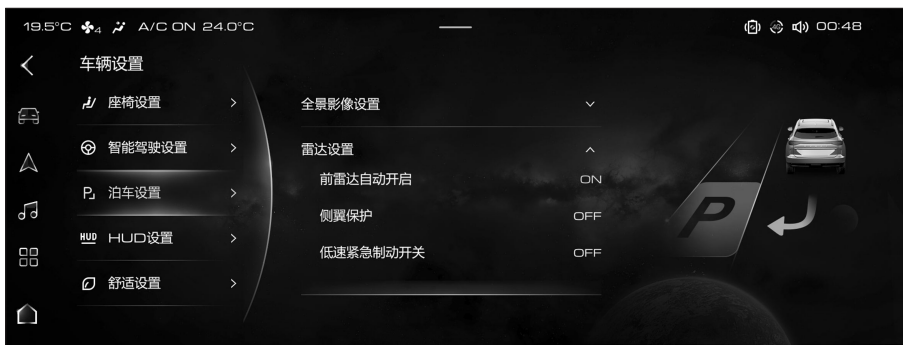 19.5°C 4 A/C ON 24.0°C 00:48
车辆设置
座椅设置
智能驾驶设置
泊车设置
HUD HUD设置
舒适设置
全景影像设置
雷达设置
前雷达自动开启 ON
侧翼保护 OFF
低速紧急制动开关 OFF
P